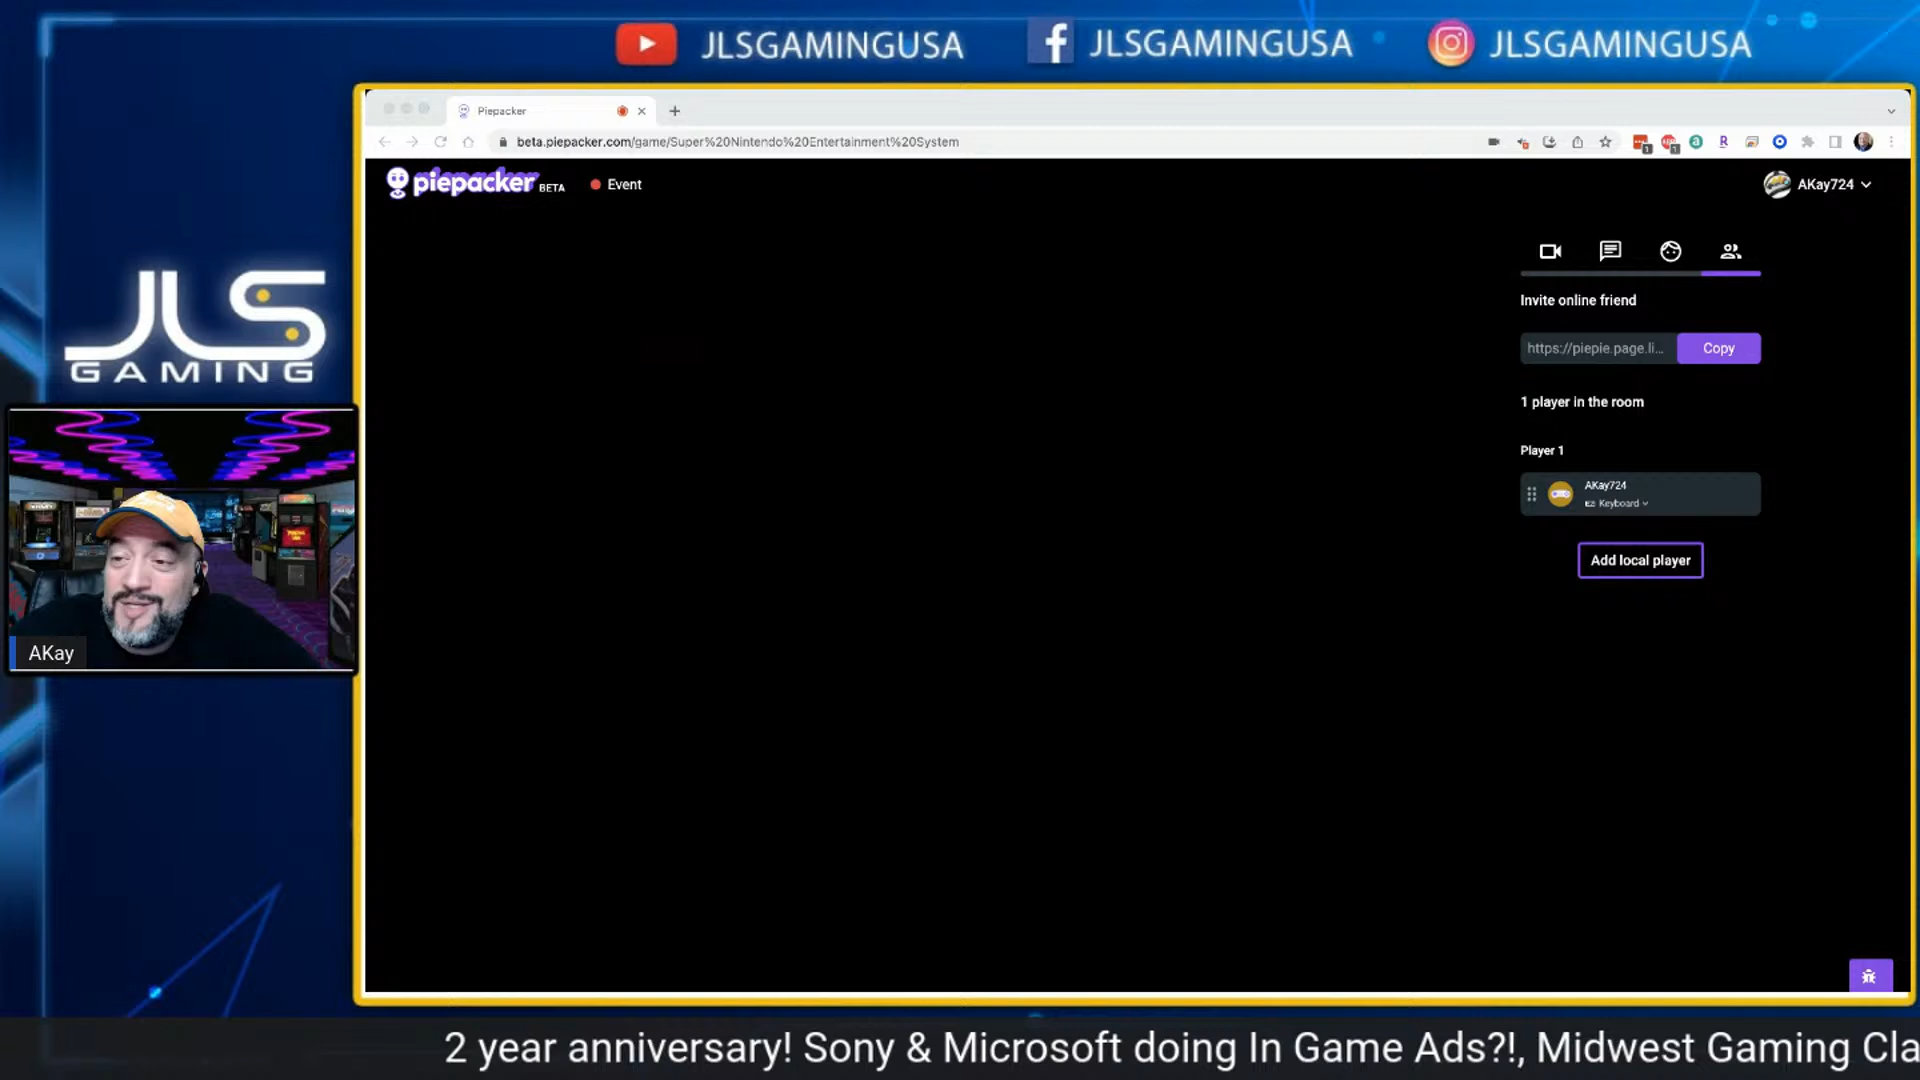 JLSGAMINGUSA
JLSGAMINGUSA
JLSGAMINGUSA
Piepacker
beta.piepacker.com/game/Super%20Nintendo%20Entertainment%20System
piepacker BETA
Event
AKay724
Invite online friend
https://piepie.page.li...
Copy
1 player in the room
Player 1
AKay724
Keyboard
Add local player
JLS
GAMING
AKay
2 year anniversary! Sony & Microsoft doing In Game Ads?!, Midwest Gaming Cla